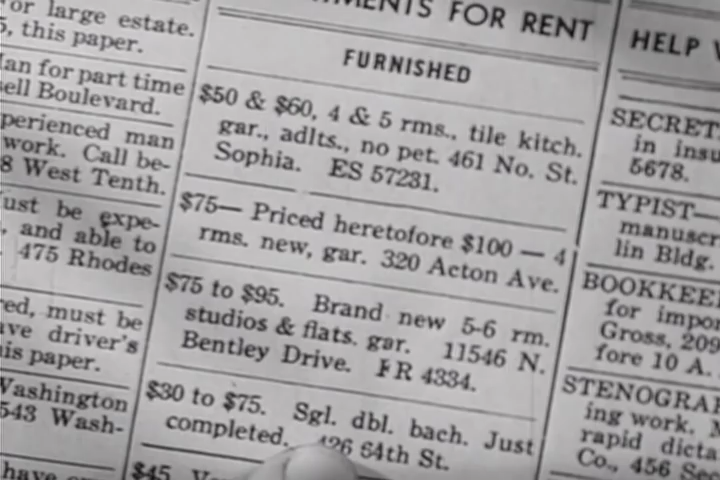 or large estate.
5, this paper.
an for part time
ell Boulevard.
perienced man
work. Call be-
8 West Tenth.
ust be expe-
, and able to
475 Rhodes
ed, must be
ave driver's
is paper.
Washington
543 Wash-
have
MENTS FOR RENT
FURNISHED
$50 & $60, 4 & 5 rms., tile kitch.
gar., adlts., no pet. 461 No. St.
Sophia. ES 57231.
$75— Priced heretofore $100 — 4
rms. new, gar. 320 Acton Ave.
$75 to $95. Brand new 5-6 rm.
studios & flats. gar. 11546 N.
Bentley Drive. FR 4334.
$30 to $75. Sgl. dbl. bach. Just
completed. 426 64th St.
$45
HELP
SECRET
in insu
5678.
TYPIST—
manuscr
lin Bldg.
BOOKKEE
for impor
Gross, 209
fore 10 A.
STENOGRA
ing work.
rapid dicta
Co., 456 Sec